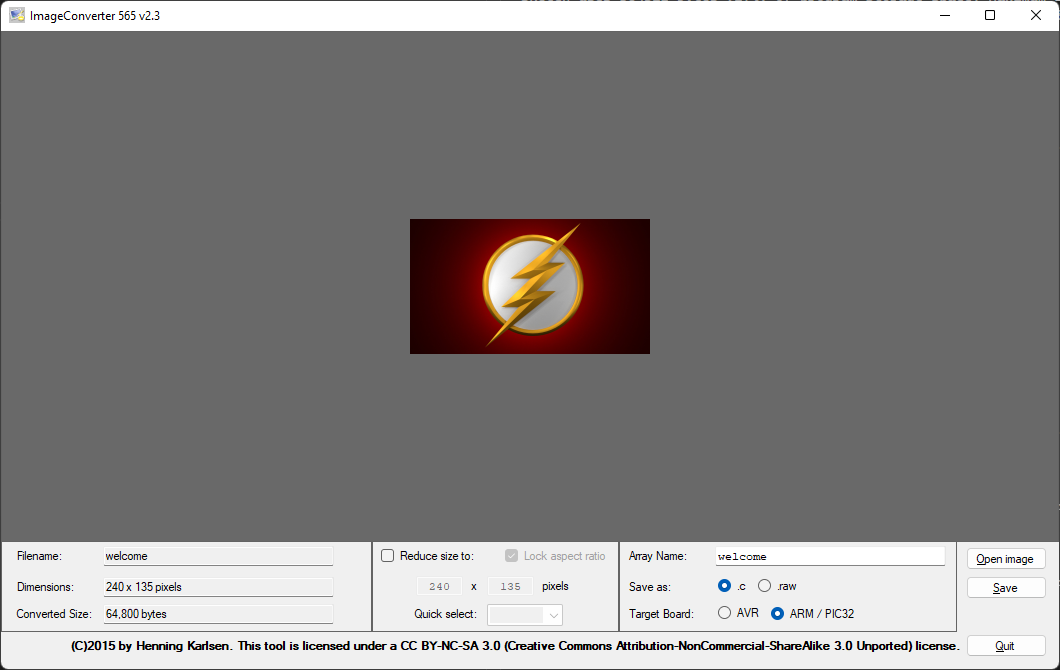 ImageConverter 565 v2.3
Filename: welcome
Dimensions: 240 x 135 pixels
Converted Size: 64,800 bytes
Reduce size to: Lock aspect ratio
240 x 135 pixels
Quick select:
Array Name: welcome
Save as: .c .raw
Target Board: AVR ARM / PIC32
Open image
Save
(C)2015 by Henning Karlsen. This tool is licensed under a CC BY-NC-SA 3.0 (Creative Commons Attribution-NonCommercial-ShareAlike 3.0 Unported) license.
Quit